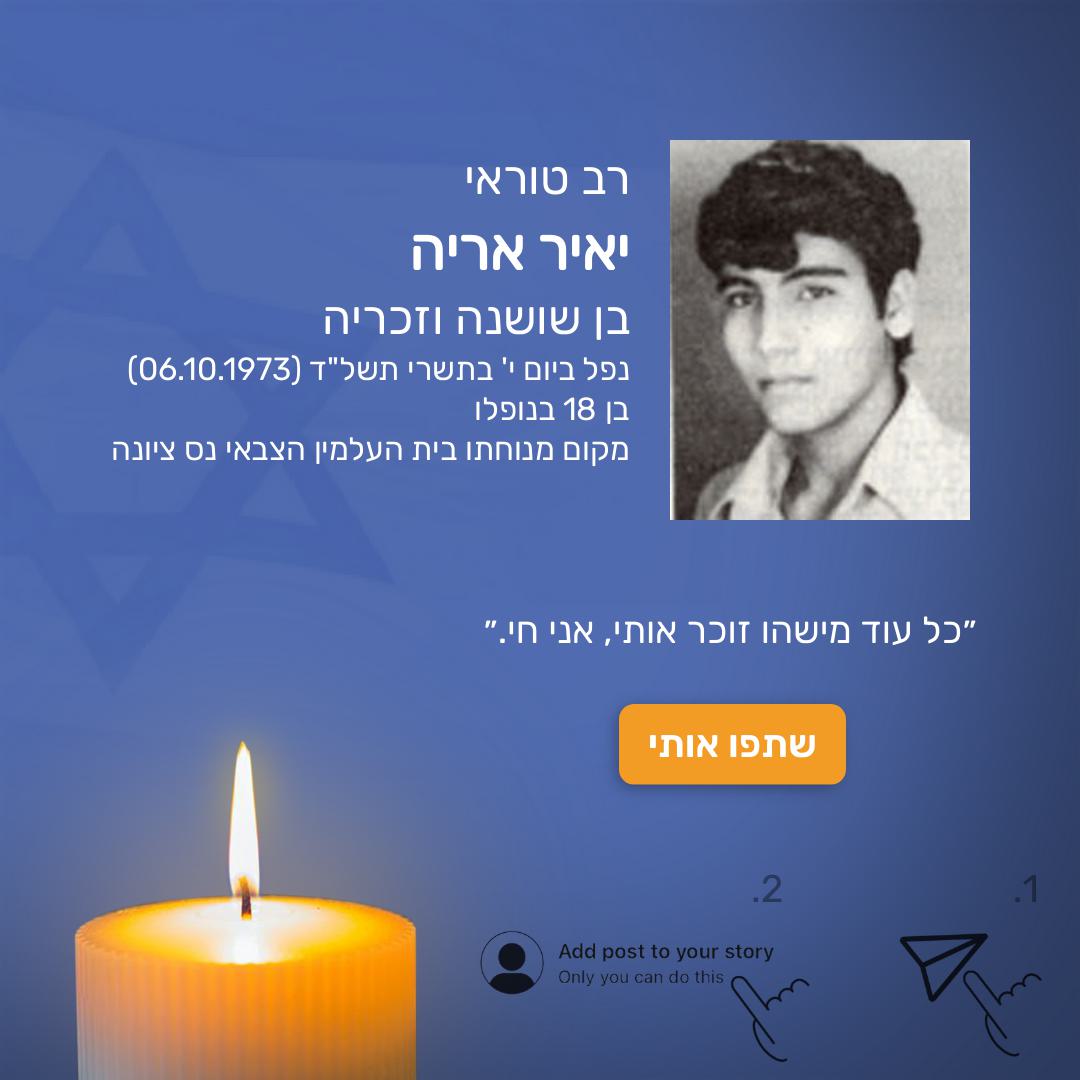 רב טוראי
יאיר אריה
בן שושנה וזכריה
נפל ביום י' בתשרי תשל"ד (06.10.1973)
בן 18 בנופלו
מקום מנוחתו בית העלמין הצבאי נס ציונה
״כל עוד מישהו זוכר אותי, אני חי.״
שתפו אותי
.1
.2
Add post to your story
Only you can do this